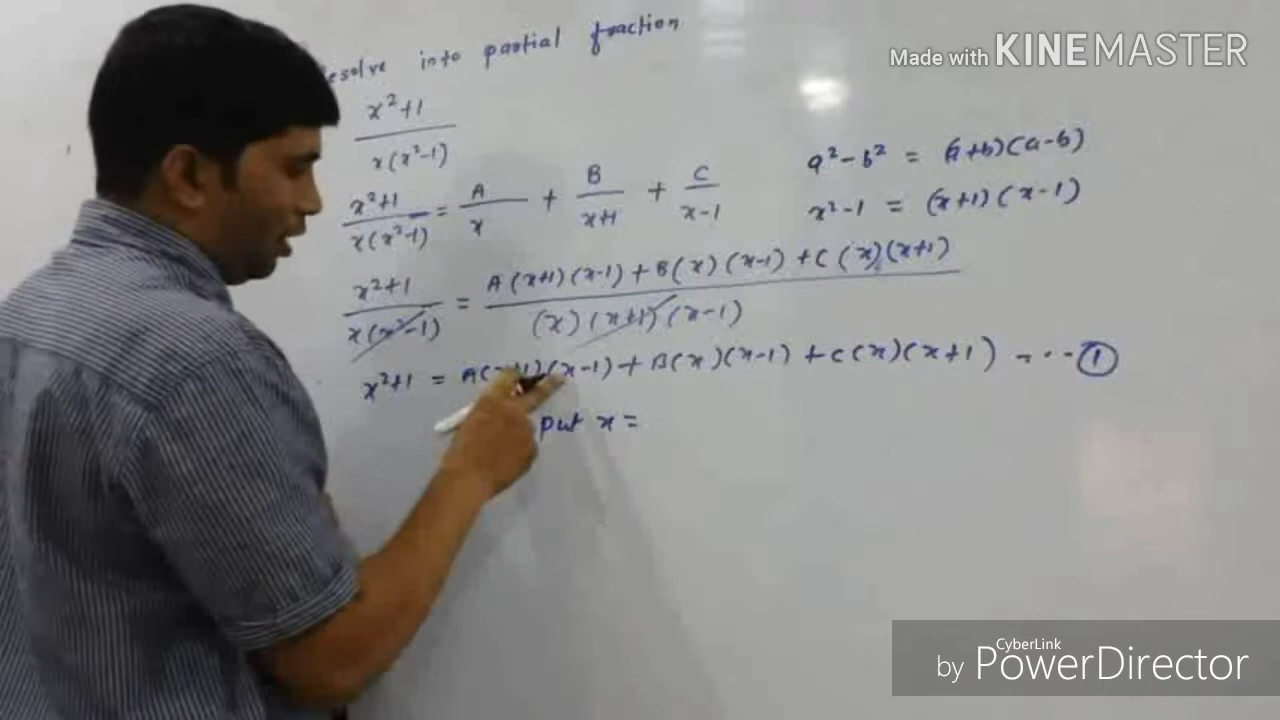 Made with KINEMASTER
into partial fraction
x²+1
x(x²-1)
x²+1 / x(x²-1) = A / x + B / x+1 + C / x-1
a²-b² = (a+b)(a-b)
x²-1 = (x+1)(x-1)
x²+1 / x(x²-1) = A(x+1)(x-1) + B(x)(x-1) + C(x)(x+1) / (x)(x+1)(x-1)
x²+1 = A( (x-1) + B(x)(x-1) + C(x)(x+1) ---- ①
put x =
CyberLink
by PowerDirector